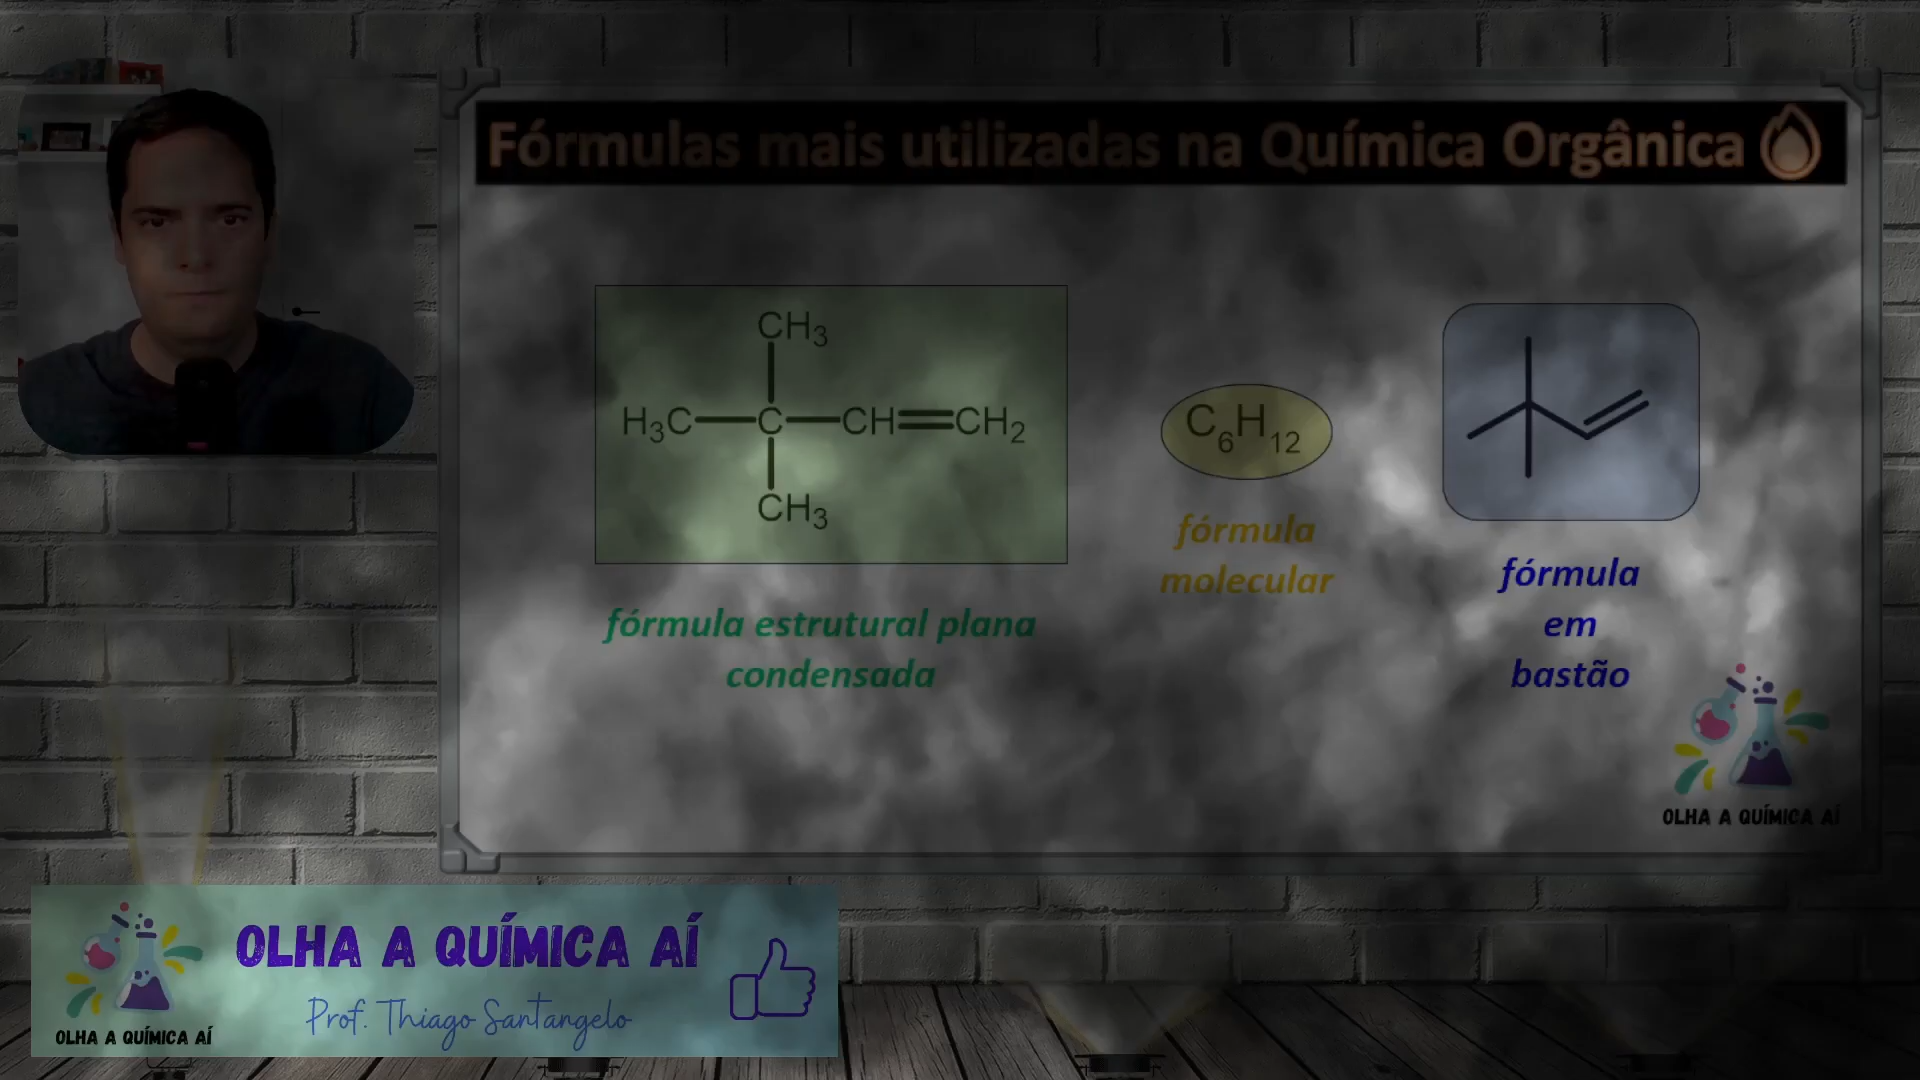 Fórmulas mais utilizadas na Química Orgânica
CH3
H3C—C—CH=CH2
CH3
C6H12
fórmula
molecular
fórmula estrutural plana
condensada
fórmula
em
bastão
OLHA A QUÍMICA AÍ
OLHA A QUÍMICA AÍ
Prof. Thiago Santangelo
OLHA A QUÍMICA AÍ